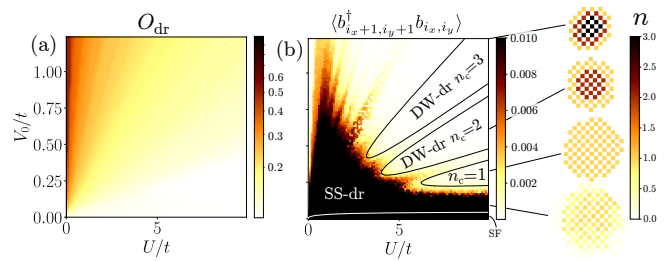 O_dr
(a)
1.00
0.75
0.50
0.25
0.00
V_0/t
0
5
U/t
0.6
0.5
0.4
0.3
0.2
⟨b^†_{i_x+1,i_y+1} b_{i_x,i_y}⟩
(b)
DW-dr n_c=3
DW-dr n_c=2
n_c=1
SS-dr
0
5
U/t
SF
0.010
0.008
0.006
0.004
0.002
n
3.0
2.5
2.0
1.5
1.0
0.5
0.0